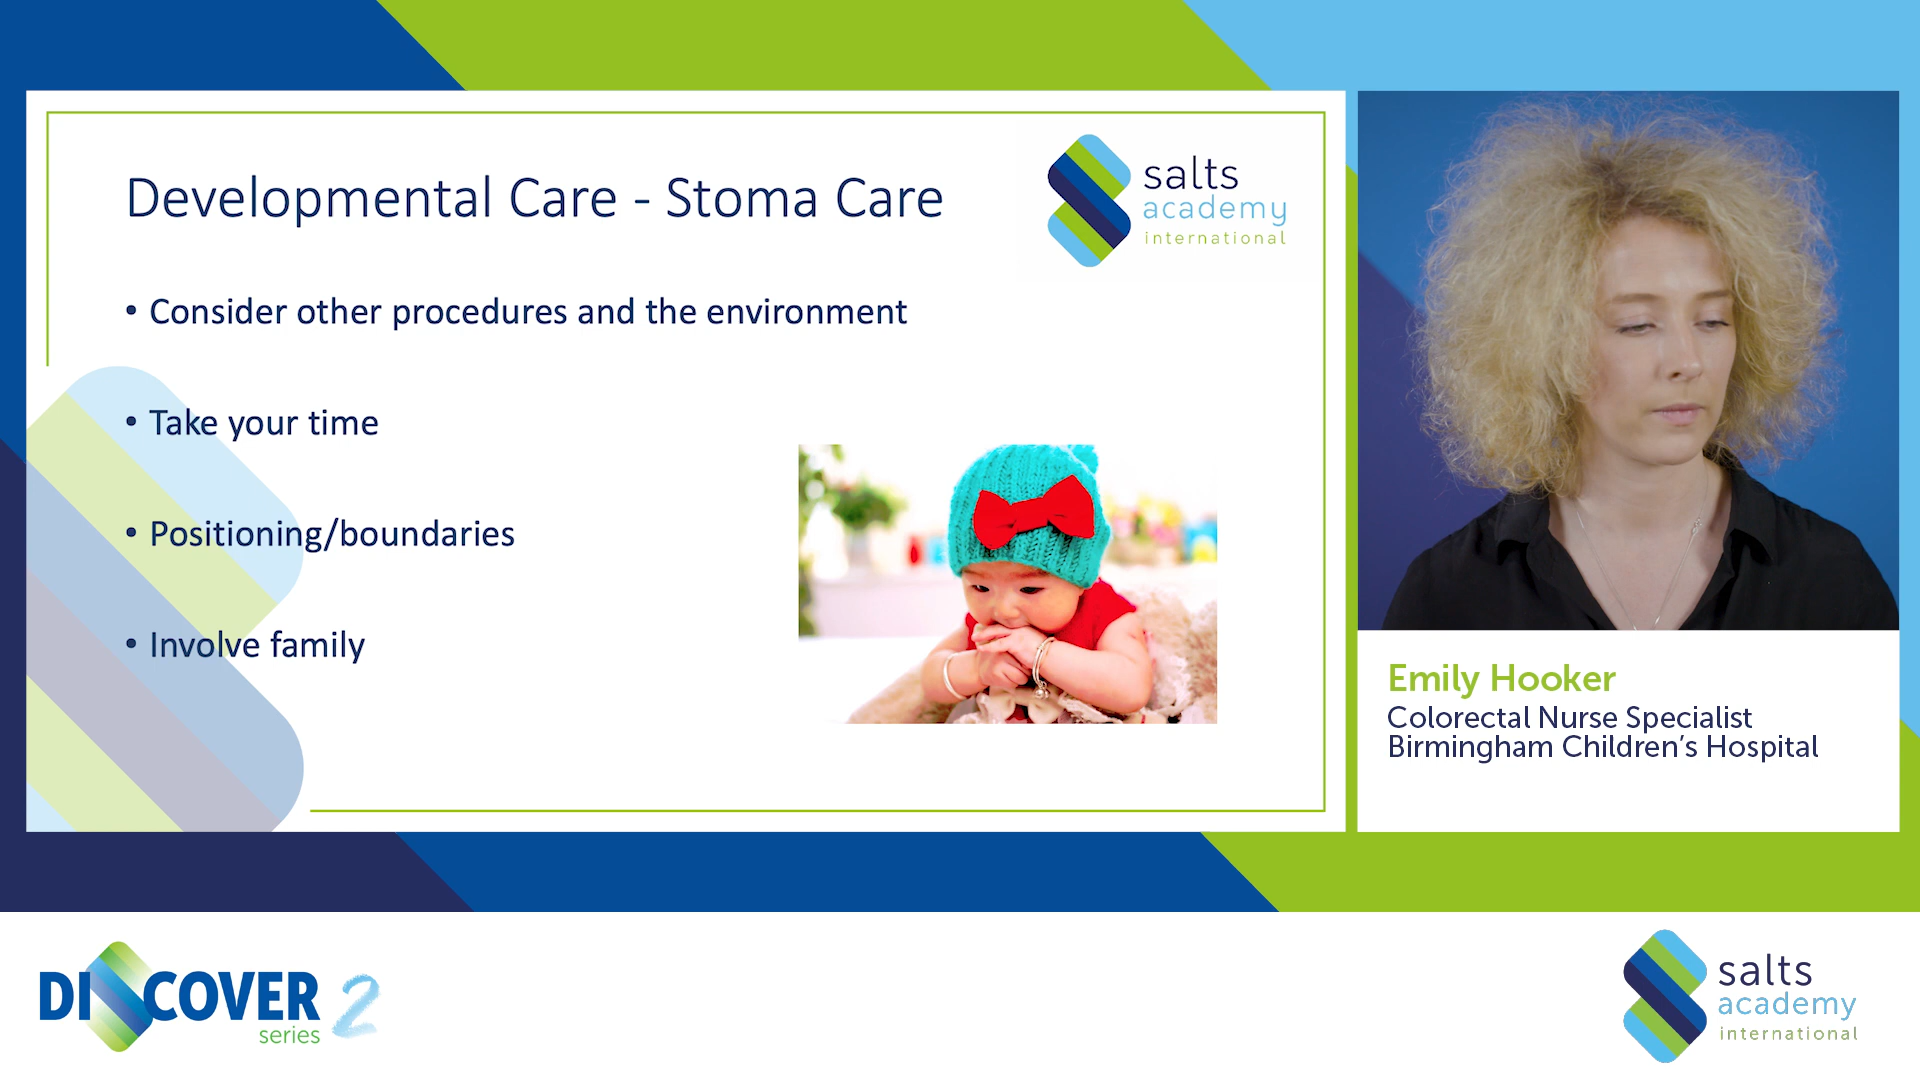 Developmental Care - Stoma Care
salts
academy
international
• Consider other procedures and the environment
• Take your time
• Positioning/boundaries
• Involve family
Emily Hooker
Colorectal Nurse Specialist
Birmingham Children’s Hospital
DISCOVER 2
series
salts
academy
international